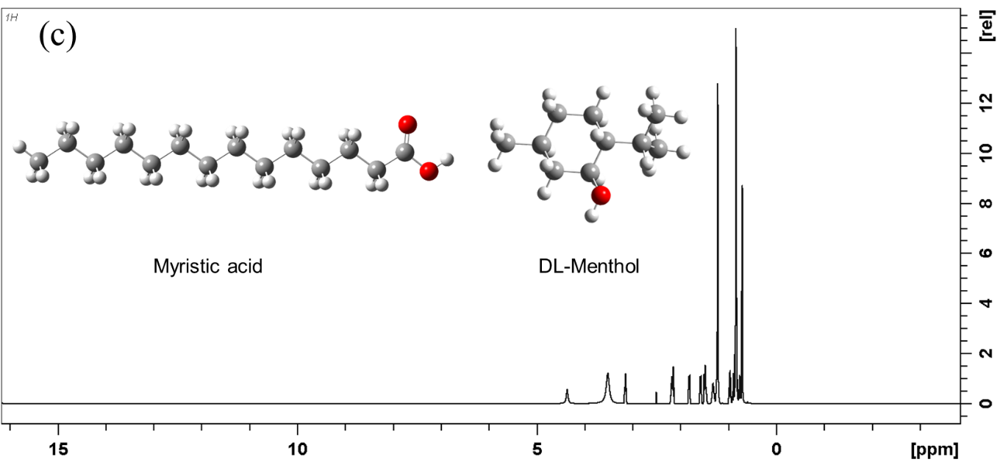 1H
(c)
[rel]
12
10
8
6
4
2
0
Myristic acid
DL-Menthol
15
10
5
0
[ppm]